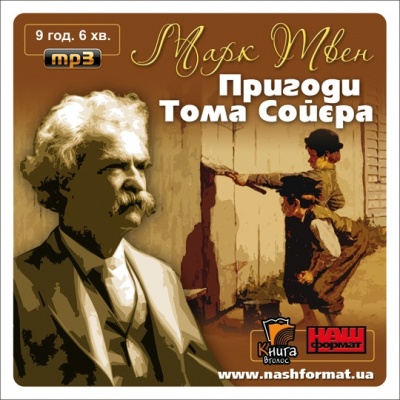 9 год. 6 хв.
mp3
Марк Твен
Пригоди
Тома Сойєра
Книга
вголос
НАШ
формат
www.nashformat.ua